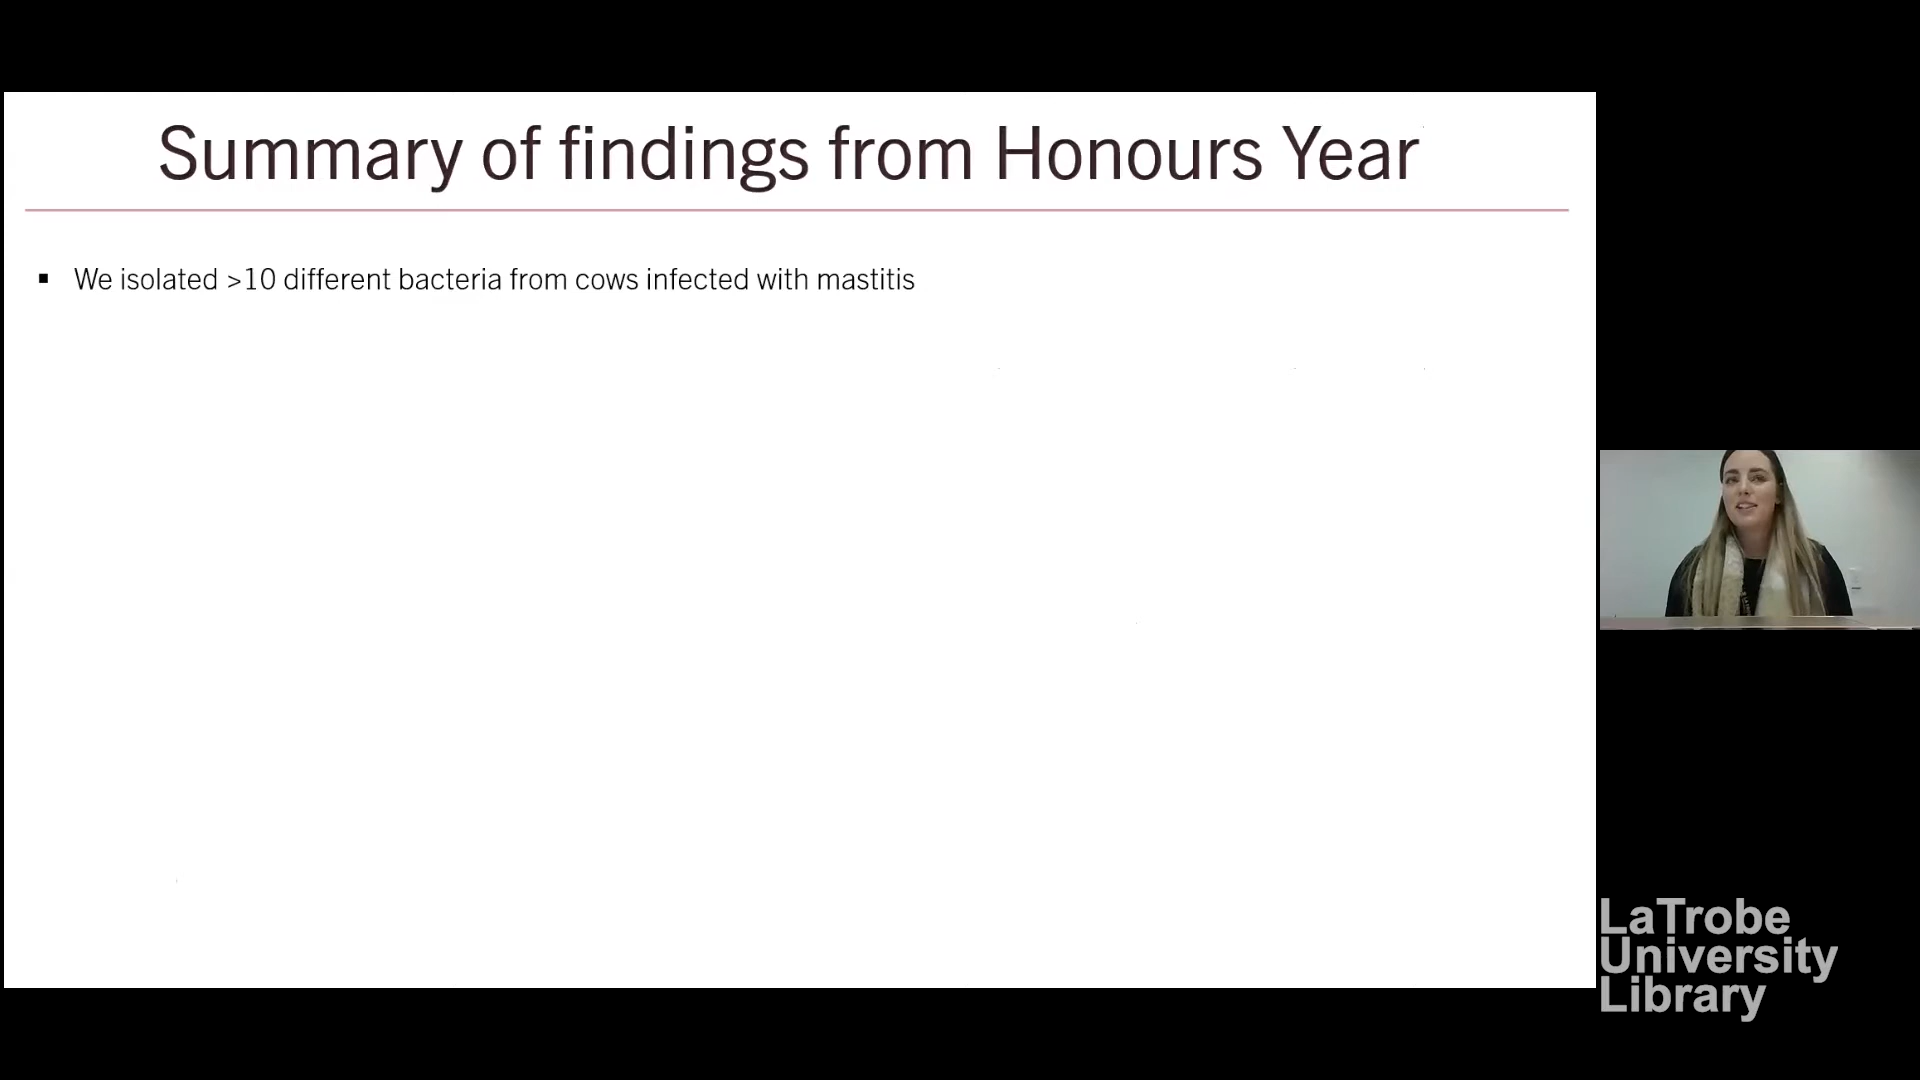 Summary of findings from Honours Year
▪ We isolated >10 different bacteria from cows infected with mastitis
LaTrobe
University
Library